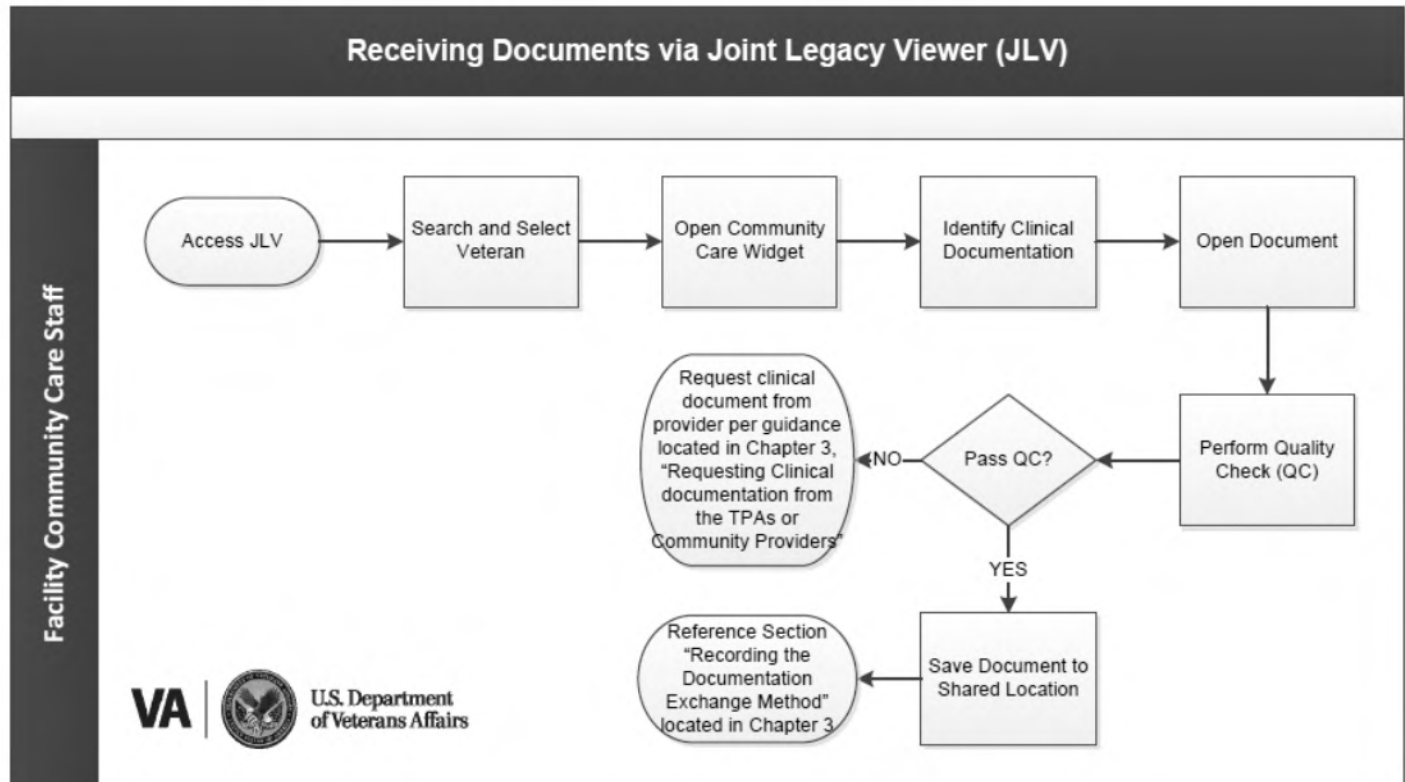 Receiving Documents via Joint Legacy Viewer (JLV)
Facility Community Care Staff
Access JLV
Search and Select
Veteran
Open Community
Care Widget
Identify Clinical
Documentation
Open Document
Perform Quality
Check (QC)
Pass QC?
NO
Request clinical
document from
provider per guidance
located in Chapter 3,
“Requesting Clinical
documentation from
the TPAs or
Community Providers”
YES
Save Document to
Shared Location
Reference Section
“Recording the
Documentation
Exchange Method”
located in Chapter 3
VA
U.S. Department
of Veterans Affairs